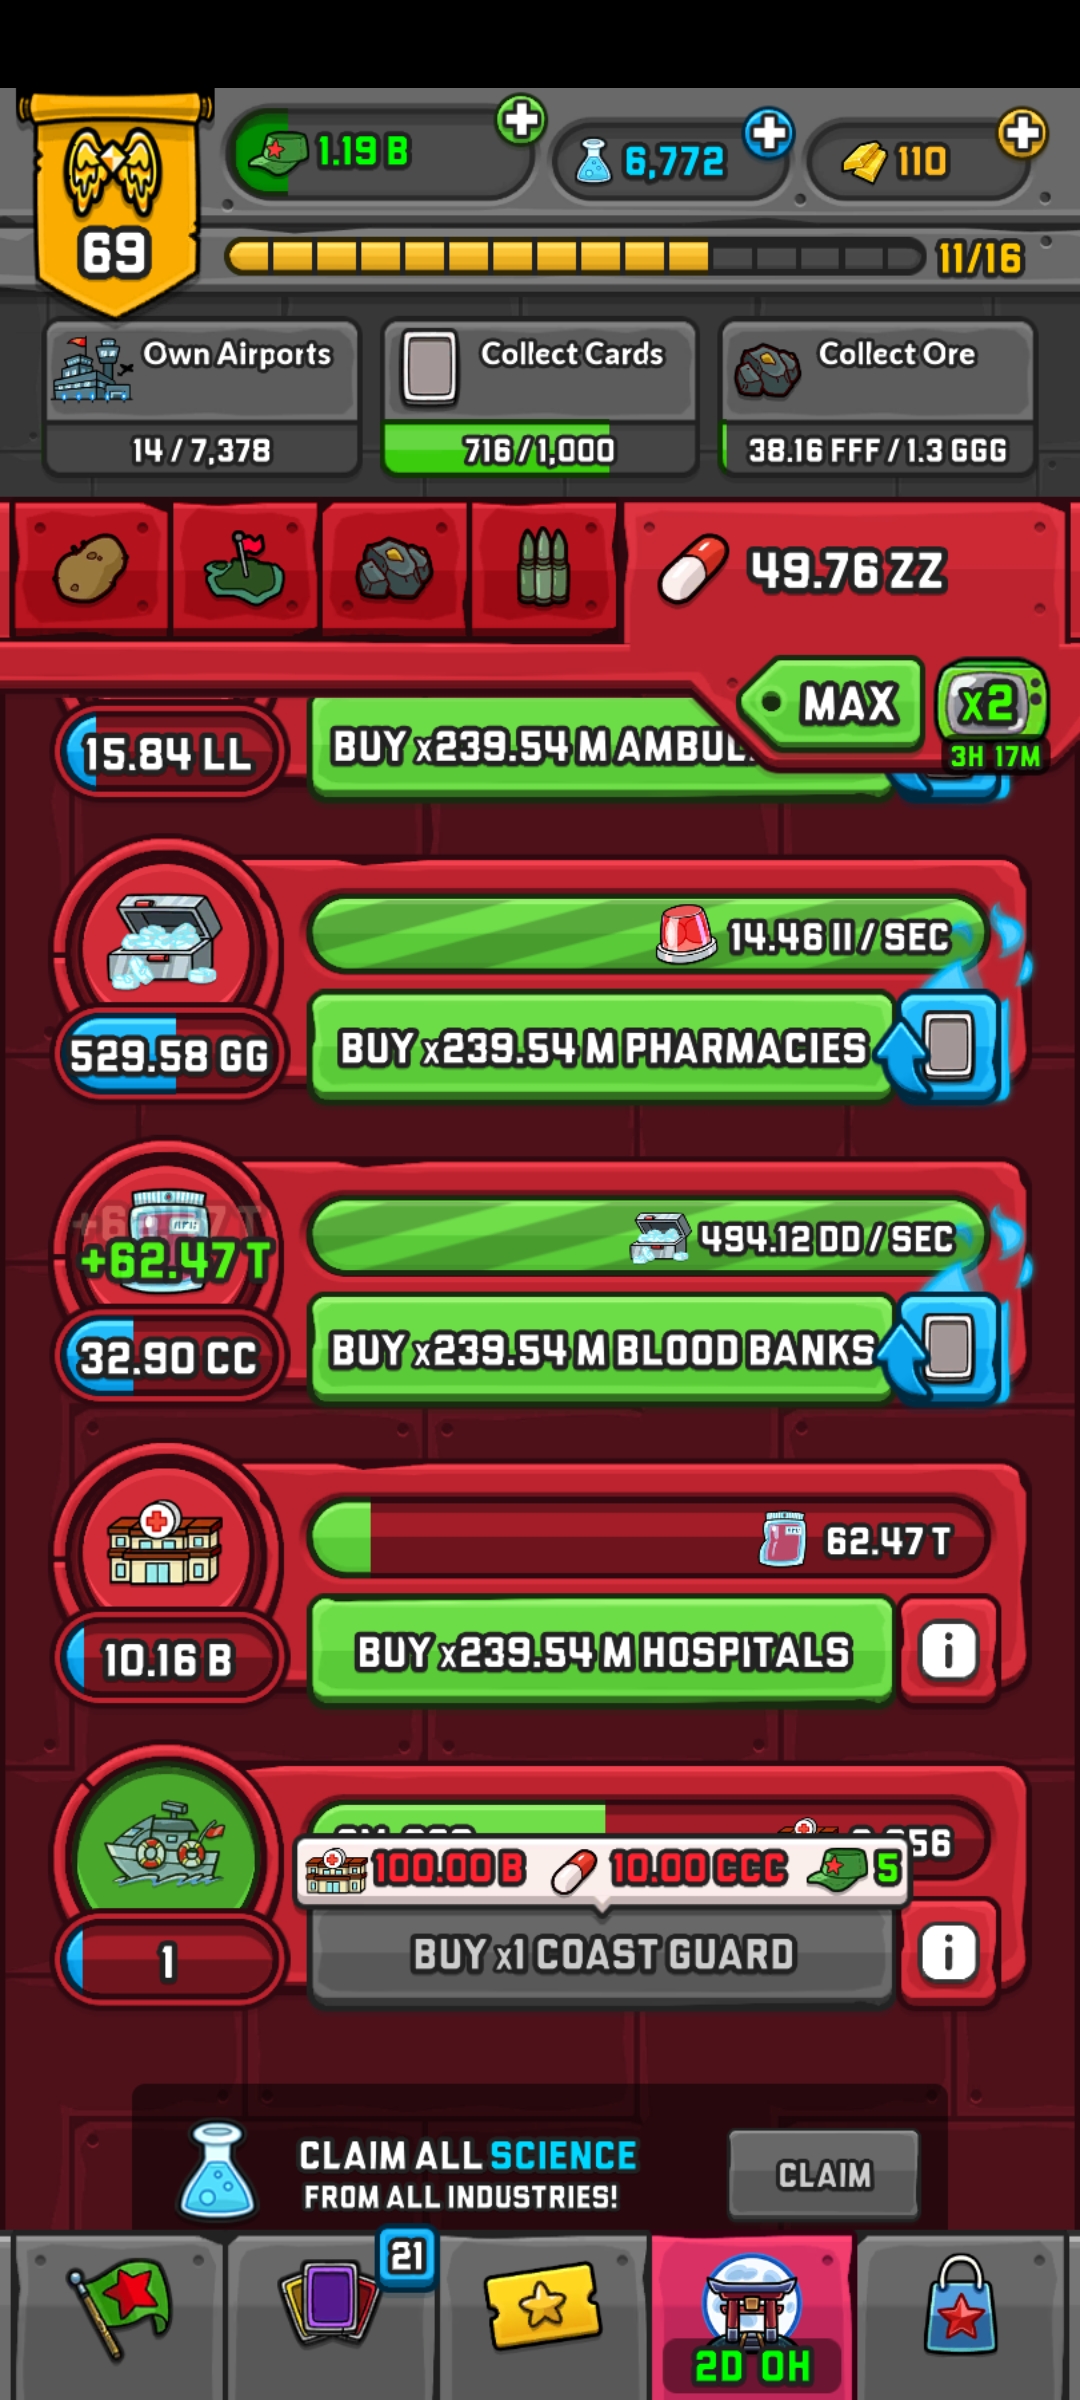 69
1.19 B
6,772
110
11/16
Own Airports
14 / 7,378
Collect Cards
716 / 1,000
Collect Ore
38.16 FFF / 1.3 GGG
49.76 ZZ
MAX
x2
3H 17M
15.84 LL
BUY x239.54 M AMBUL
14.46 II / SEC
529.58 GG
BUY x239.54 M PHARMACIES
+62.47 T
494.12 DD / SEC
32.90 CC
BUY x239.54 M BLOOD BANKS
62.47 T
10.16 B
BUY x239.54 M HOSPITALS
i
56
100.00 B
10.00 CCC
5
1
BUY x1 COAST GUARD
i
CLAIM ALL SCIENCE
FROM ALL INDUSTRIES!
CLAIM
21
2D 0H